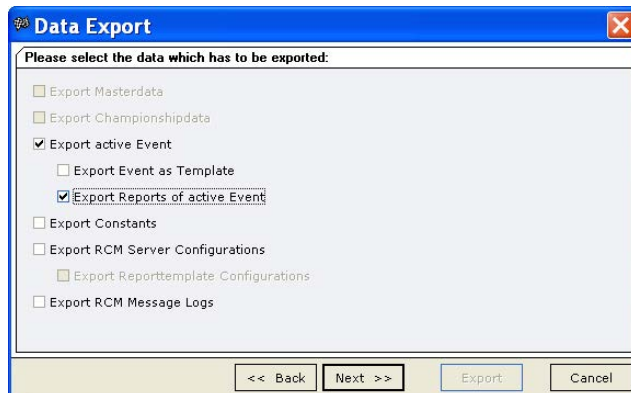 Data Export
Please select the data which has to be exported:
Export Masterdata
Export Championshipdata
Export active Event
Export Event as Template
Export Reports of active Event
Export Constants
Export RCM Server Configurations
Export Reporttemplate Configurations
Export RCM Message Logs
<< Back Next >> Export Cancel